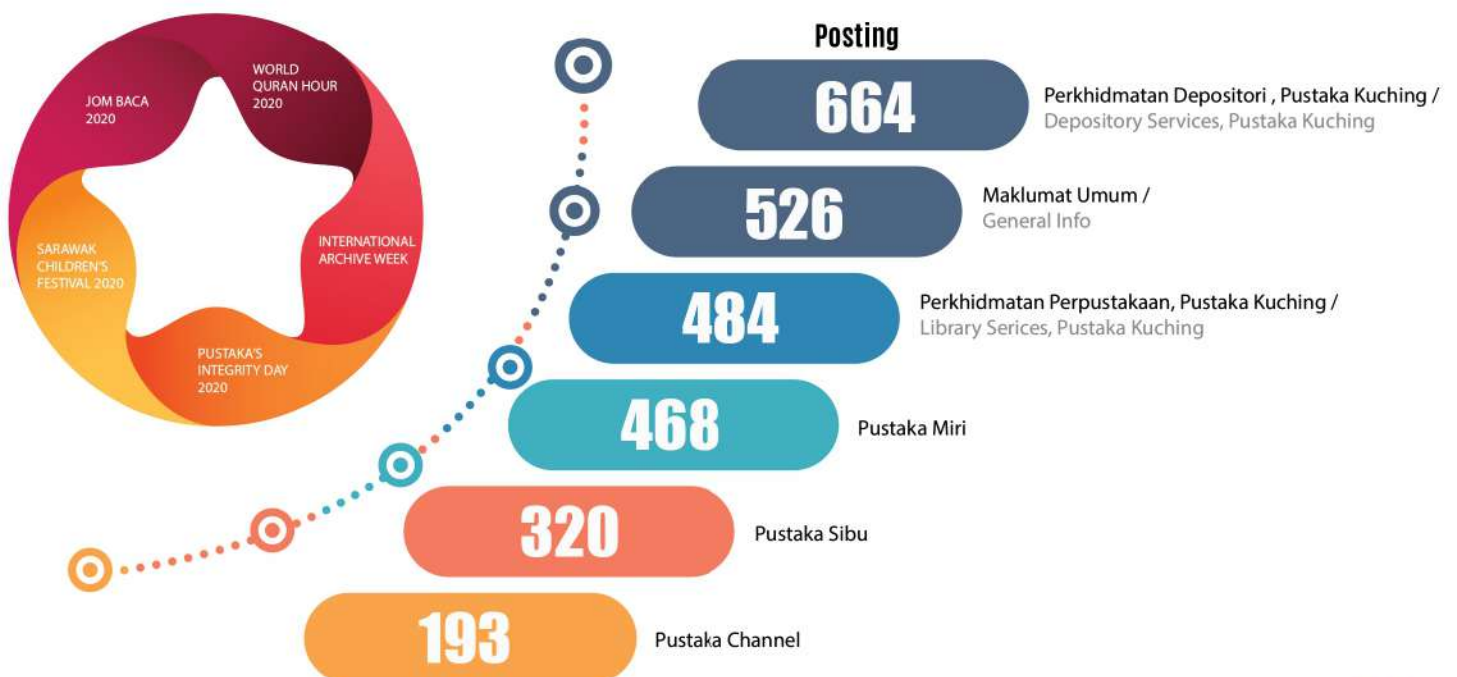 WORLD
QURAN HOUR
2020
JOM BACA
2020
INTERNATIONAL
ARCHIVE WEEK
SARAWAK
CHILDREN'S
FESTIVAL 2020
PUSTAKA'S
INTEGRITY DAY
2020
Posting
664
Perkhidmatan Depositori , Pustaka Kuching /
Depository Services, Pustaka Kuching
526
Maklumat Umum /
General Info
484
Perkhidmatan Perpustakaan, Pustaka Kuching /
Library Serices, Pustaka Kuching
468
Pustaka Miri
320
Pustaka Sibu
193
Pustaka Channel